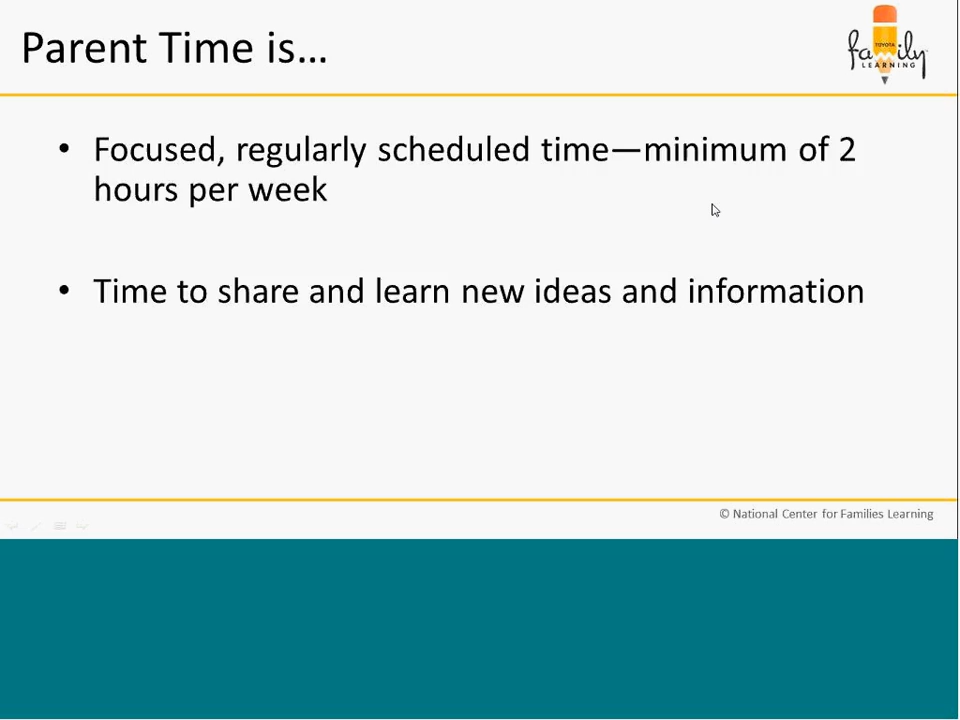 Parent Time is...
TOYOTA
family
LEARNING
• Focused, regularly scheduled time—minimum of 2
hours per week
• Time to share and learn new ideas and information
© National Center for Families Learning